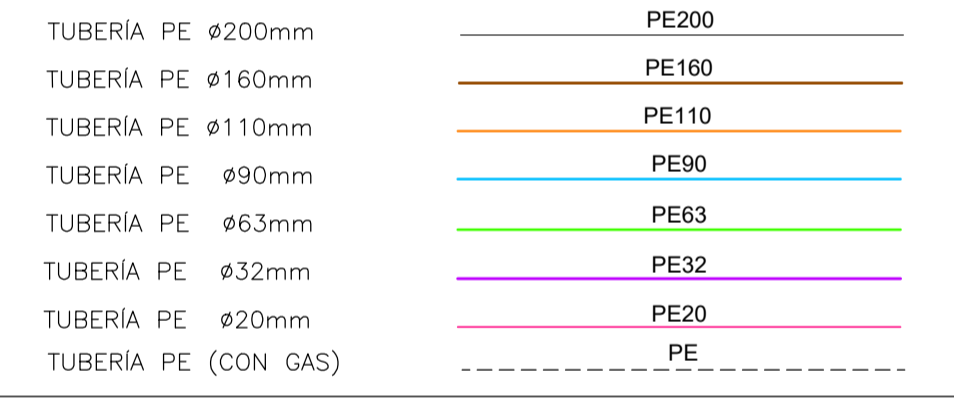 TUBERÍA PE ø200mm PE200
TUBERÍA PE ø160mm PE160
TUBERÍA PE ø110mm PE110
TUBERÍA PE ø90mm PE90
TUBERÍA PE ø63mm PE63
TUBERÍA PE ø32mm PE32
TUBERÍA PE ø20mm PE20
TUBERÍA PE (CON GAS) PE